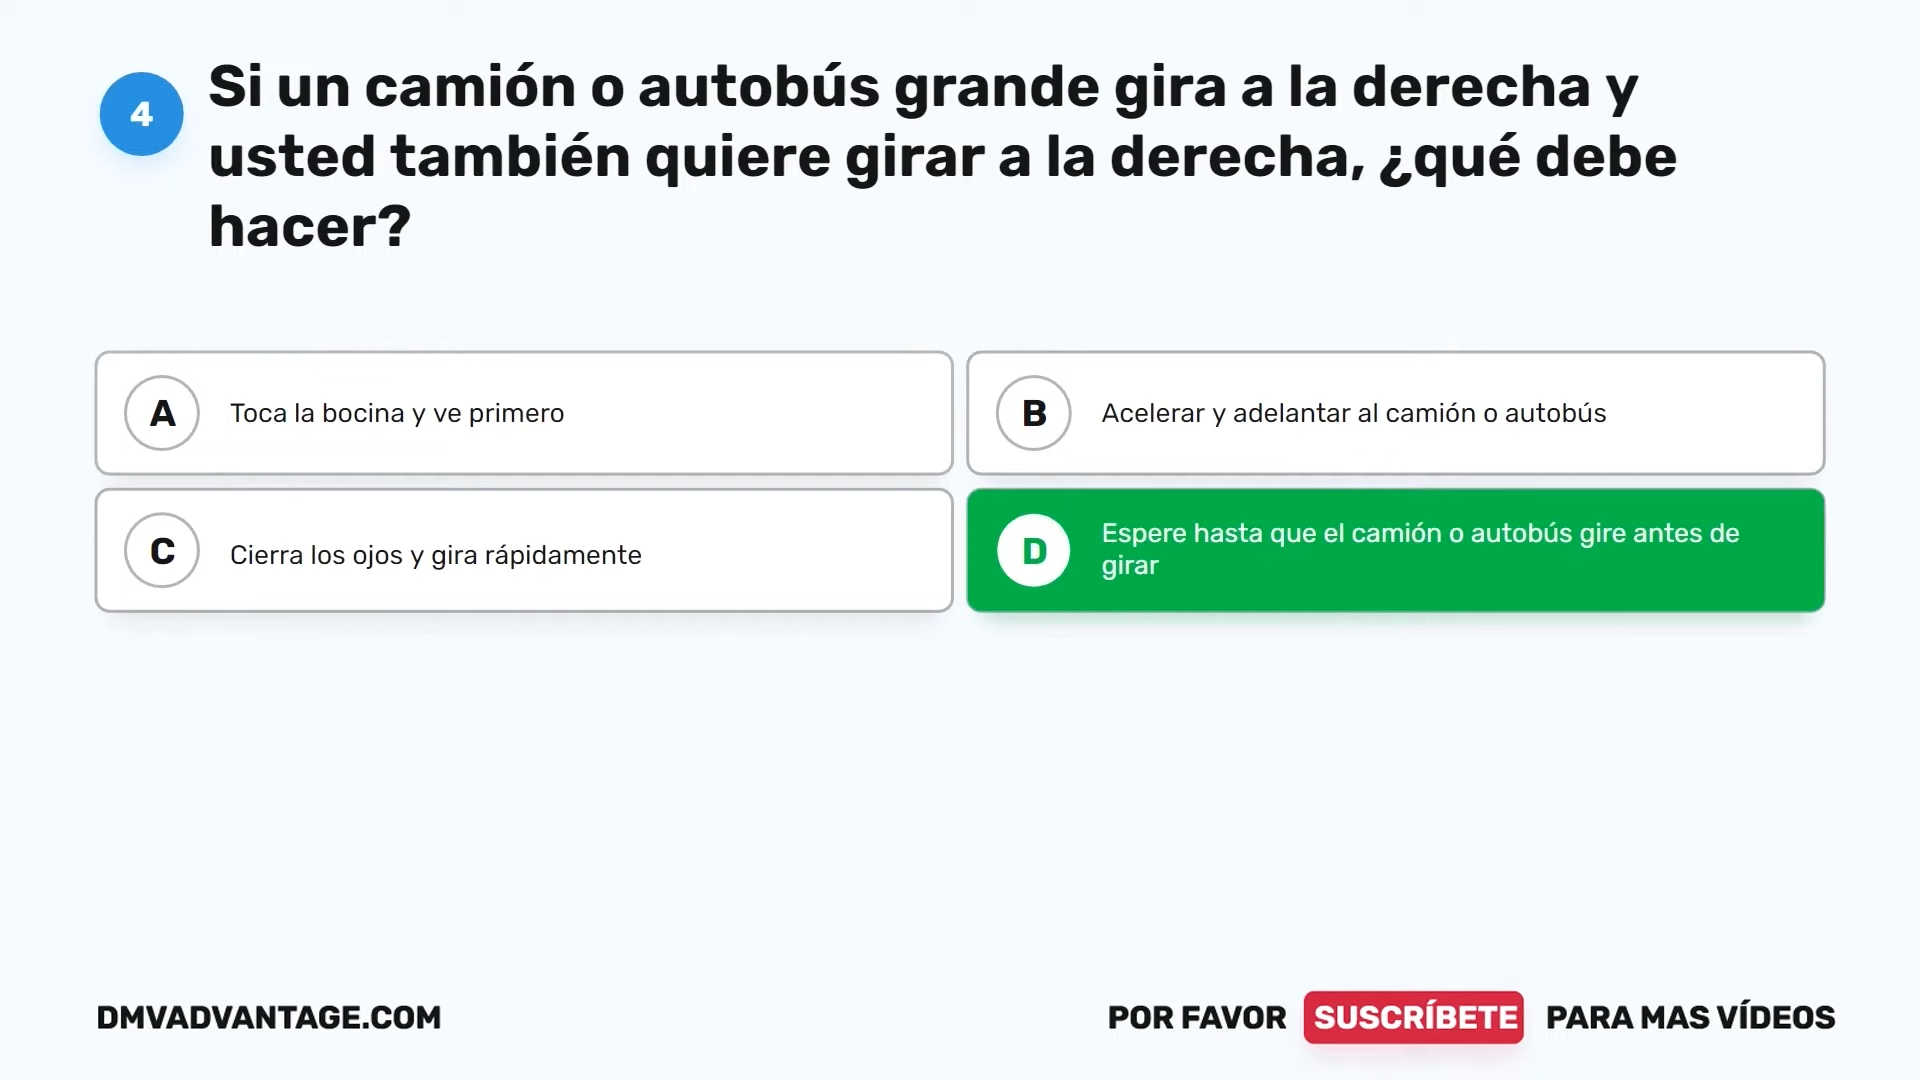 4
Si un camión o autobús grande gira a la derecha y
usted también quiere girar a la derecha, ¿qué debe
hacer?
A
Toca la bocina y ve primero
B
Acelerar y adelantar al camión o autobús
C
Cierra los ojos y gira rápidamente
D
Espere hasta que el camión o autobús gire antes de
girar
DMVADVANTAGE.COM
POR FAVOR SUSCRÍBETE PARA MAS VÍDEOS